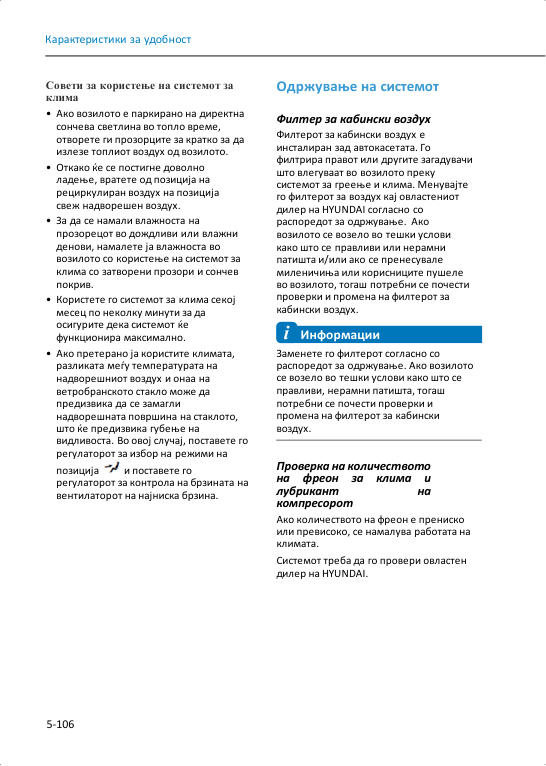 Карактеристики за удобност
Совети за користење на системот за
клима
• Ако возилото е паркирано на директна
сончева светлина во топло време,
отворете ги прозорците за кратко за да
излезе топлиот воздух од возилото.
• Откако ќе се постигне доволно
ладење, вратете од позиција на
рециркулиран воздух на позиција
свеж надворешен воздух.
• За да се намали влажноста на
прозорецот во дождливи или влажни
денови, намалете ја влажноста во
возилото со користење на системот за
клима со затворени прозори и сончев
покрив.
• Користете го системот за клима секој
месец по неколку минути за да
осигурите дека системот ќе
функционира максимално.
• Ако претерано ја користите климата,
разликата меѓу температурата на
надворешниот воздух и онаа на
ветробранското стакло може да
предизвика да се замагли
надворешната површина на стаклото,
што ќе предизвика губење на
видливоста. Во овој случај, поставете го
регулаторот за избор на режими на
позиција и поставете го
регулаторот за контрола на брзината на
вентилаторот на најниска брзина.
Одржување на системот
Филтер за кабински воздух
Филтерот за кабински воздух е
инсталиран зад автокасетата. Го
филтрира правот или другите загадувачи
што влегуваат во возилото преку
системот за греење и клима. Менувајте
го филтерот за воздух кај овластениот
дилер на HYUNDAI согласно со
распоредот за одржување. Ако
возилото се возело во тешки услови
како што се правливи или нерамни
патишта и/или ако се пренесувале
миленичиња или корисниците пушеле
во возилото, тогаш потребни се почести
проверки и промена на филтерот за
кабински воздух.
i Информации
Заменете го филтерот согласно со
распоредот за одржување. Ако возилото
се возело во тешки услови како што се
правливи, нерамни патишта, тогаш
потребни се почести проверки и
промена на филтерот за кабински
воздух.
Проверка на количеството
на фреон за клима и
лубрикант на
компресорот
Ако количеството на фреон е прениско
или превисоко, се намалува работата на
климата.
Системот треба да го провери овластен
дилер на HYUNDAI.
5-106